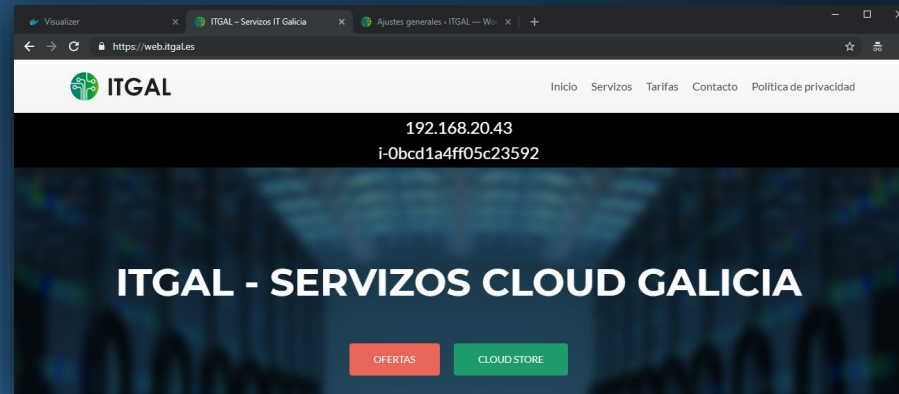 Visualizer
ITGAL – Servizos IT Galicia
Ajustes generales ‹ ITGAL — Wor
https://web.itgal.es
ITGAL
Inicio Servizos Tarifas Contacto Política de privacidad
192.168.20.43
i-0bcd1a4ff05c23592
ITGAL - SERVIZOS CLOUD GALICIA
OFERTAS CLOUD STORE